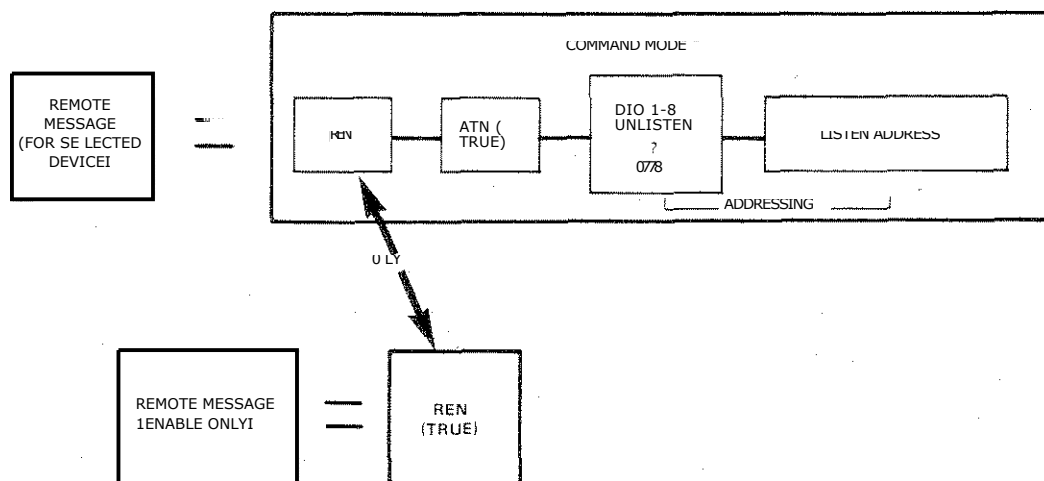 COMMAND MODE
REMOTE
MESSAGE
(FOR SE LECTED
DEVICEI
REN
ATN (
TRUE)
DIO 1-8
UNLISTEN
?
0778
LISTEN ADDRESS
ADDRESSING
REMOTE MESSAGE
1ENABLE ONLYI
REN
(TRUE)